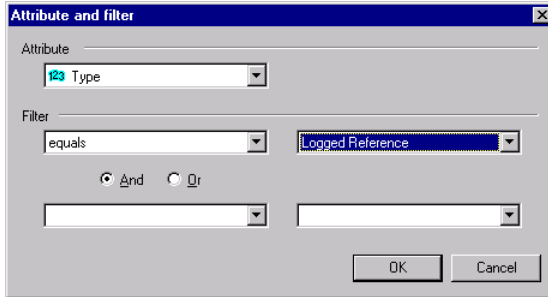 Attribute and filter
Attribute
123 Type
Filter
equals Logged Reference
And Or
OK Cancel